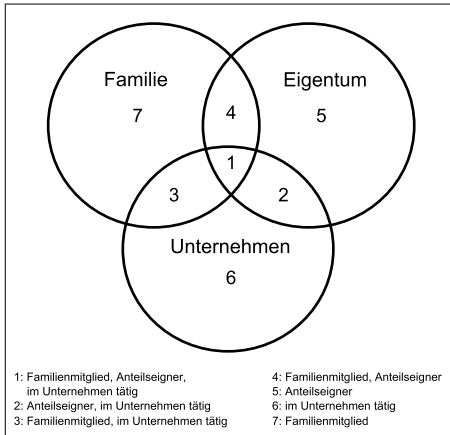 Familie
Eigentum
7
4
5
1
3
2
Unternehmen
6
1: Familienmitglied, Anteilseigner,
im Unternehmen tätig
2: Anteilseigner, im Unternehmen tätig
3: Familienmitglied, im Unternehmen tätig
4: Familienmitglied, Anteilseigner
5: Anteilseigner
6: im Unternehmen tätig
7: Familienmitglied